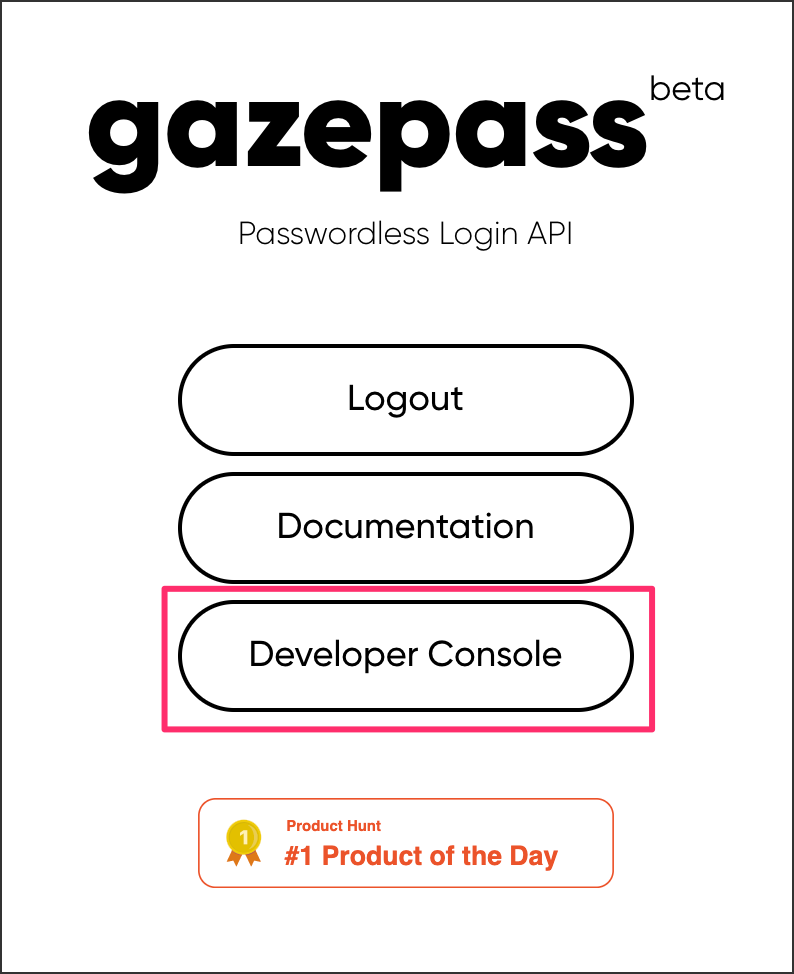 gazepass beta
Passwordless Login API
Logout
Documentation
Developer Console
1
Product Hunt
#1 Product of the Day